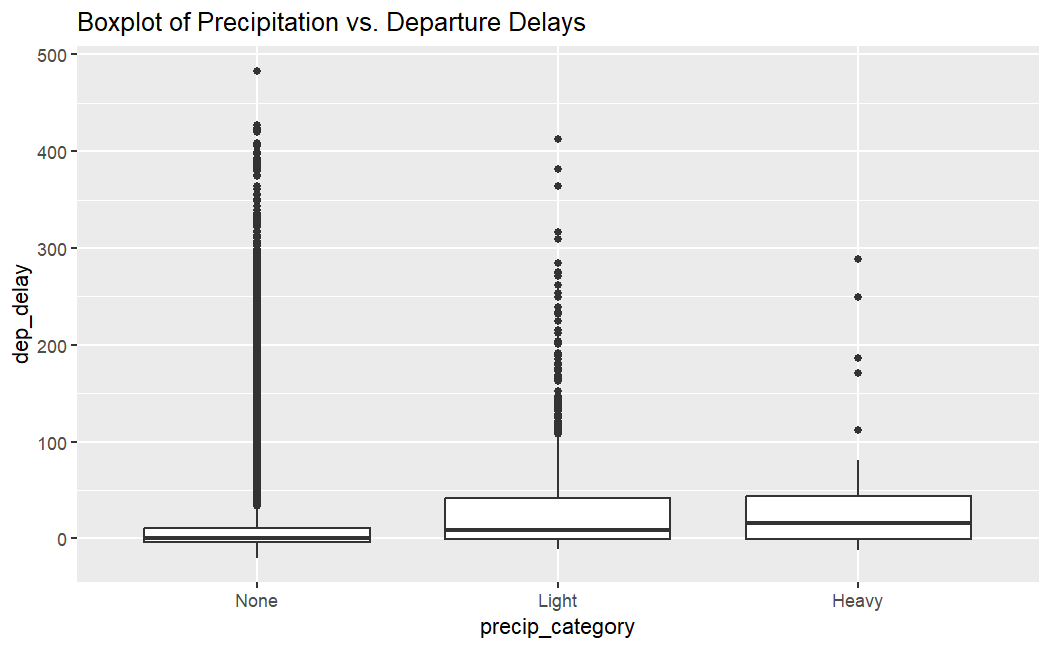 Boxplot of Precipitation vs. Departure Delays
500
400
300
200
100
0
dep_delay
None Light Heavy
precip_category